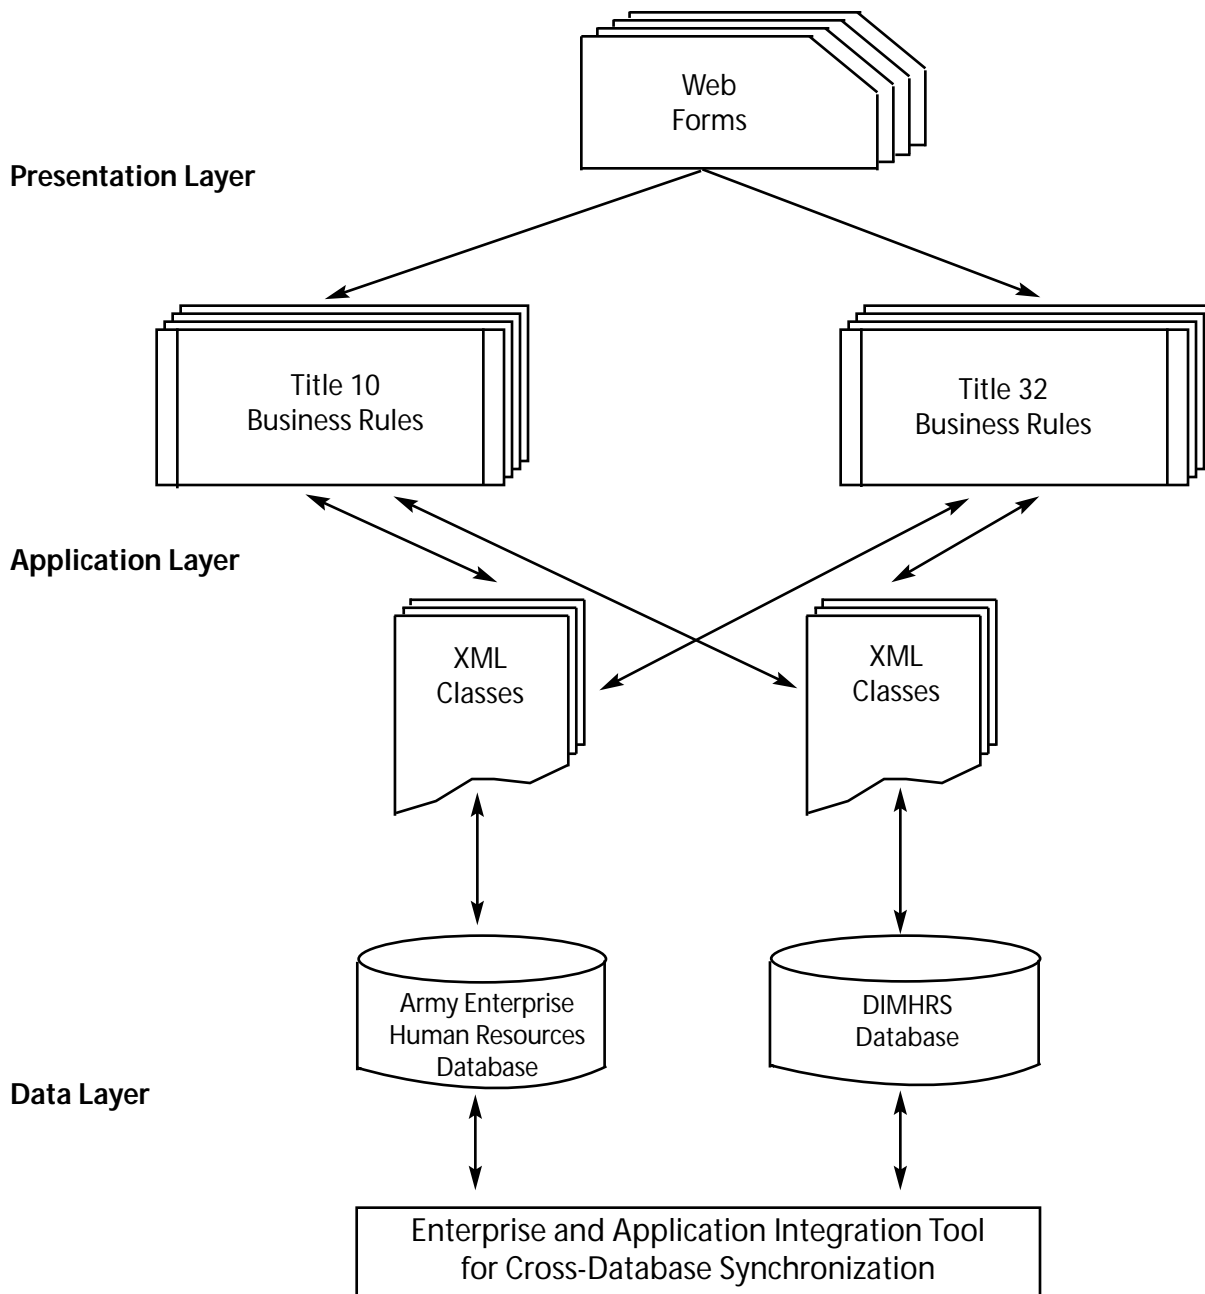 Web
Forms
Presentation Layer
Title 10
Business Rules
Title 32
Business Rules
Application Layer
XML
Classes
XML
Classes
Army Enterprise
Human Resources
Database
DIMHRS
Database
Data Layer
Enterprise and Application Integration Tool
for Cross-Database Synchronization